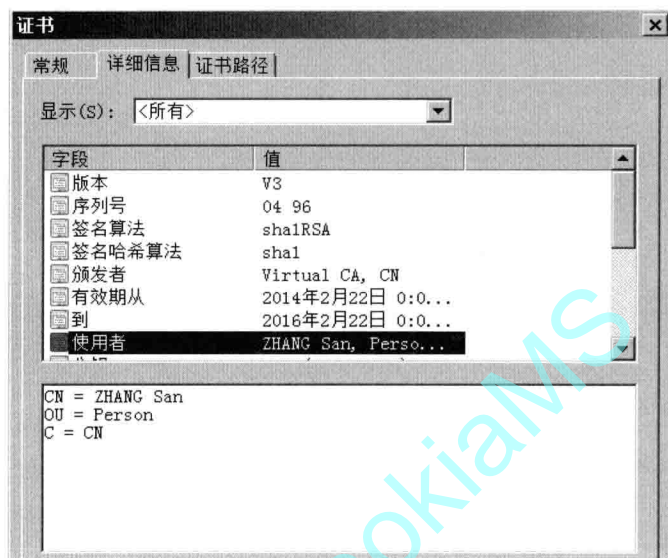 证书
常规 详细信息 证书路径
显示(S): <所有>
字段 值
版本 V3
序列号 04 96
签名算法 sha1RSA
签名哈希算法 sha1
颁发者 Virtual CA, CN
有效期从 2014年2月22日 0:0...
到 2016年2月22日 0:0...
使用者 ZHANG San, Perso...
CN = ZHANG San
OU = Person
C = CN